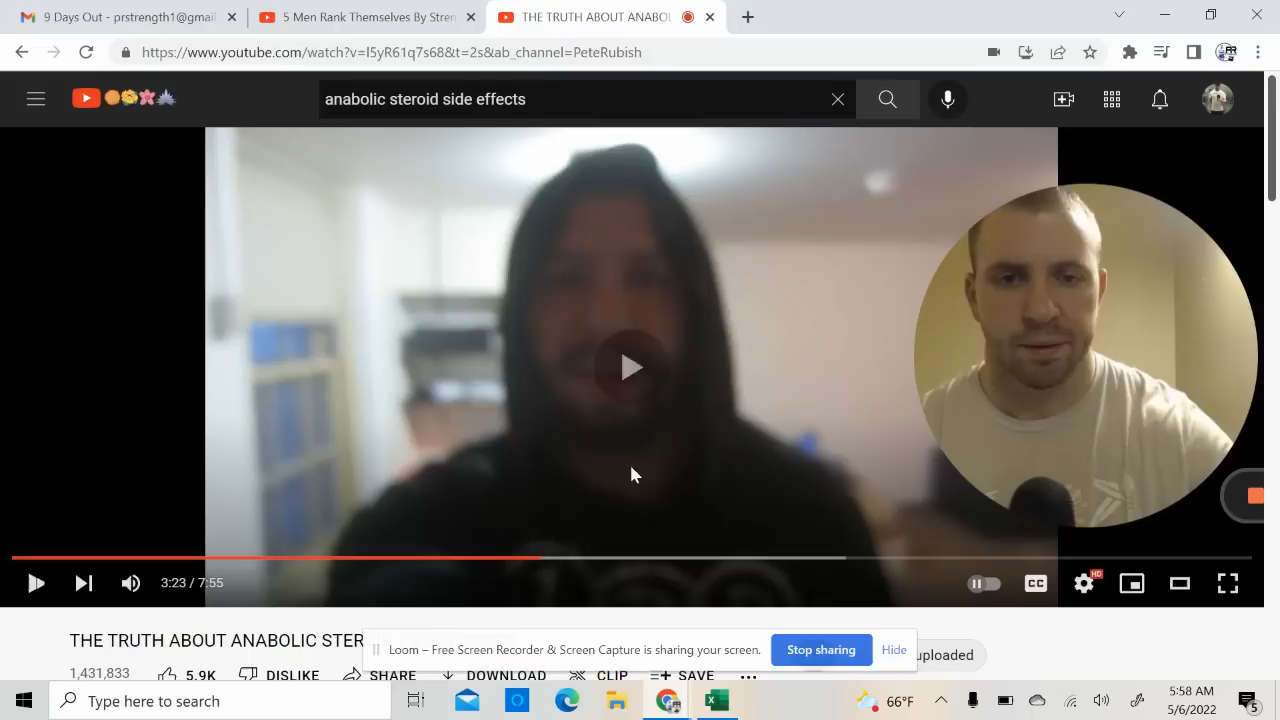 9 Days Out - prstrength1@gmail
5 Men Rank Themselves By Stren
THE TRUTH ABOUT ANABOL
https://www.youtube.com/watch?v=I5yR61q7s68&t=2s&ab_channel=PeteRubish
anabolic steroid side effects
3:23 / 7:55
CC
HD
THE TRUTH ABOUT ANABOLIC STER
Loom – Free Screen Recorder & Screen Capture is sharing your screen.
Stop sharing
Hide
uploaded
1,431,833
5.9K
DISLIKE
SHARE
DOWNLOAD
CLIP
SAVE
Type here to search
66°F
5:58 AM
5/6/2022
5